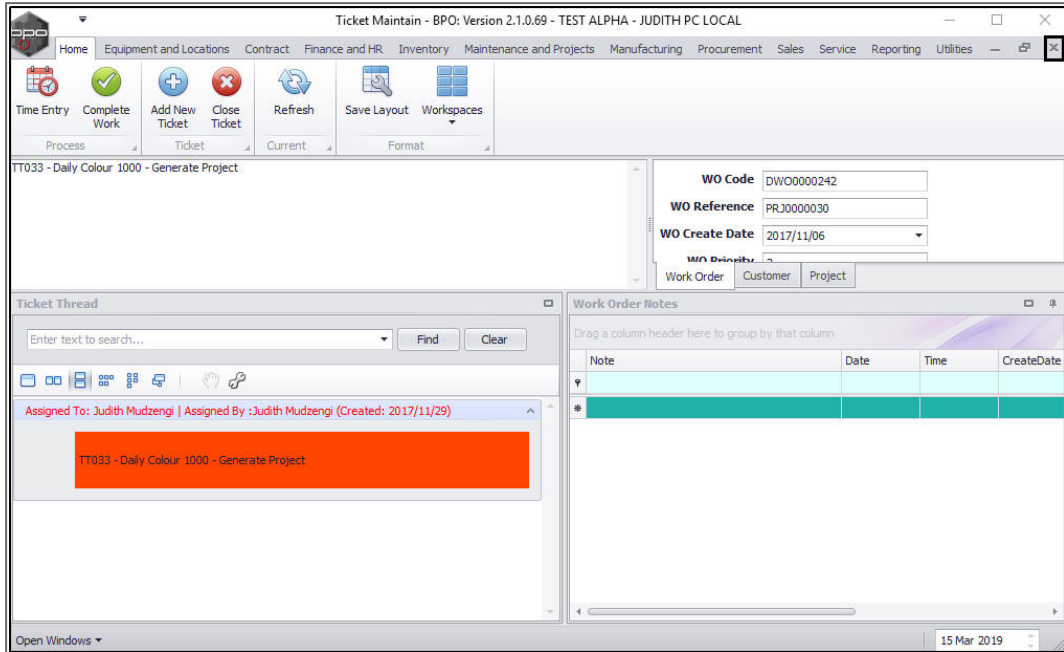 Ticket Maintain - BPO: Version 2.1.0.69 - TEST ALPHA - JUDITH PC LOCAL
bpo
Home Equipment and Locations Contract Finance and HR Inventory Maintenance and Projects Manufacturing Procurement Sales Service Reporting Utilities
Time Entry Complete Work Add New Ticket Close Ticket Refresh Save Layout Workspaces
Process Ticket Current Format
TT033 - Daily Colour 1000 - Generate Project
WO Code DWO0000242
WO Reference PRJ0000030
WO Create Date 2017/11/06
WO Priority
Work Order Customer Project
Ticket Thread
Work Order Notes
Enter text to search... Find Clear
Drag a column header here to group by that column
Note Date Time CreateDate
Assigned To: Judith Mudzengi | Assigned By :Judith Mudzengi (Created: 2017/11/29)
TT033 - Daily Colour 1000 - Generate Project
Open Windows
15 Mar 2019